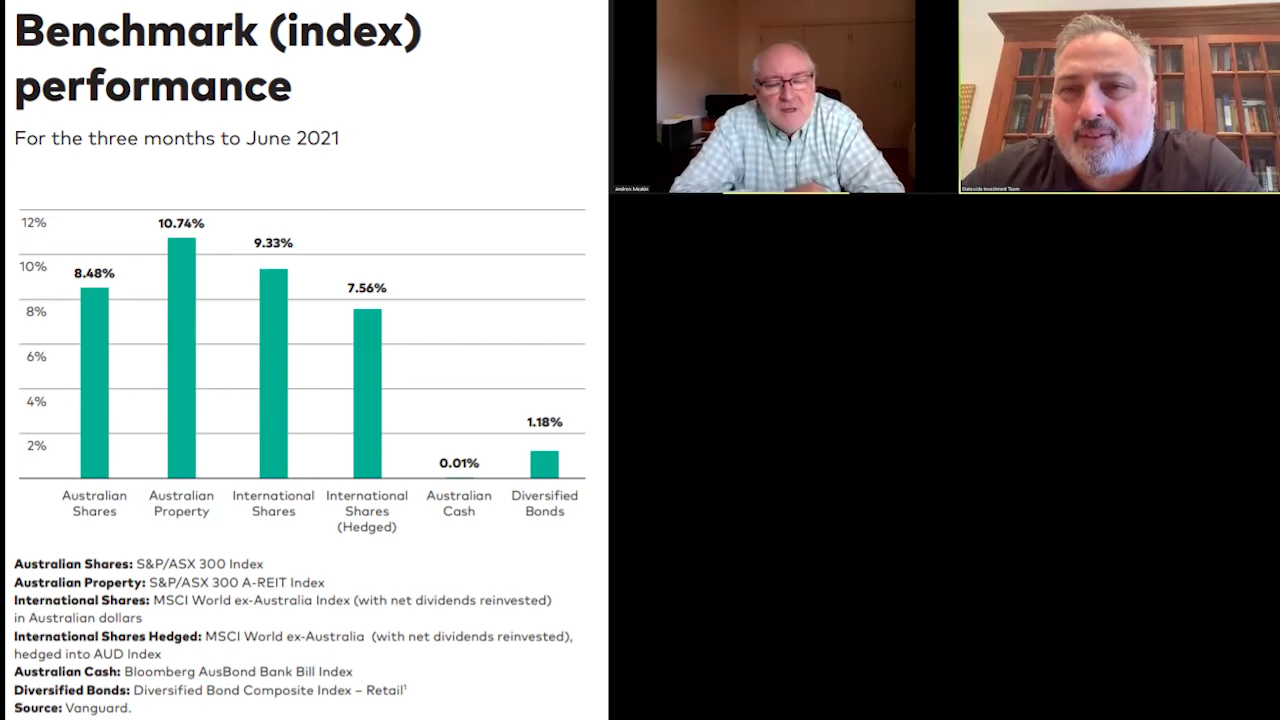 Benchmark (index)
performance
For the three months to June 2021
12%
10%
8%
6%
4%
2%
8.48%
10.74%
9.33%
7.56%
0.01%
1.18%
Australian
Shares
Australian
Property
International
Shares
International
Shares
(Hedged)
Australian
Cash
Diversified
Bonds
Australian Shares: S&P/ASX 300 Index
Australian Property: S&P/ASX 300 A-REIT Index
International Shares: MSCI World ex-Australia Index (with net dividends reinvested)
in Australian dollars
International Shares Hedged: MSCI World ex-Australia (with net dividends reinvested),
hedged into AUD Index
Australian Cash: Bloomberg AusBond Bank Bill Index
Diversified Bonds: Diversified Bond Composite Index – Retail¹
Source: Vanguard.
Andrew Meakin
Statewide Investment Team